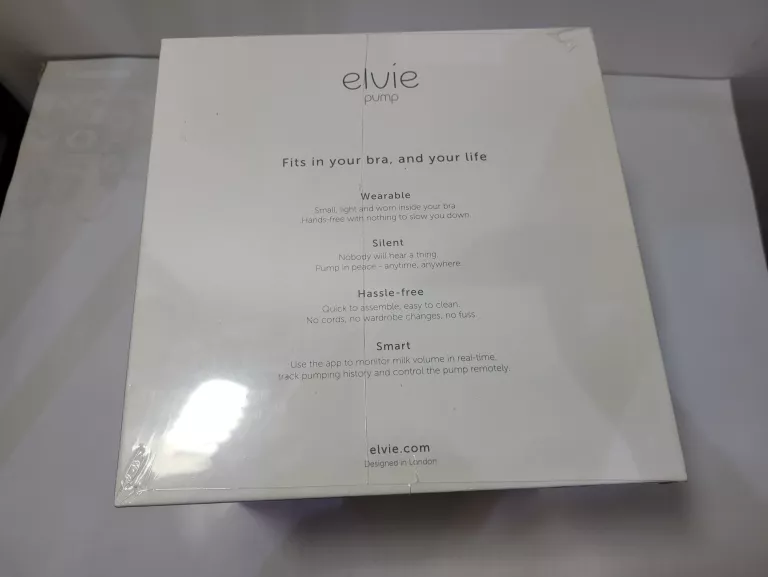 elvie
pump
Fits in your bra, and your life
Wearable
Small, light and worn inside your bra.
Hands-free with nothing to slow you down.
Silent
Nobody will hear a thing.
Pump in peace - anytime, anywhere.
Hassle-free
Quick to assemble, easy to clean.
No cords, no wardrobe changes, no fuss.
Smart
Use the app to monitor milk volume in real-time,
track pumping history and control the pump remotely.
elvie.com
Designed in London